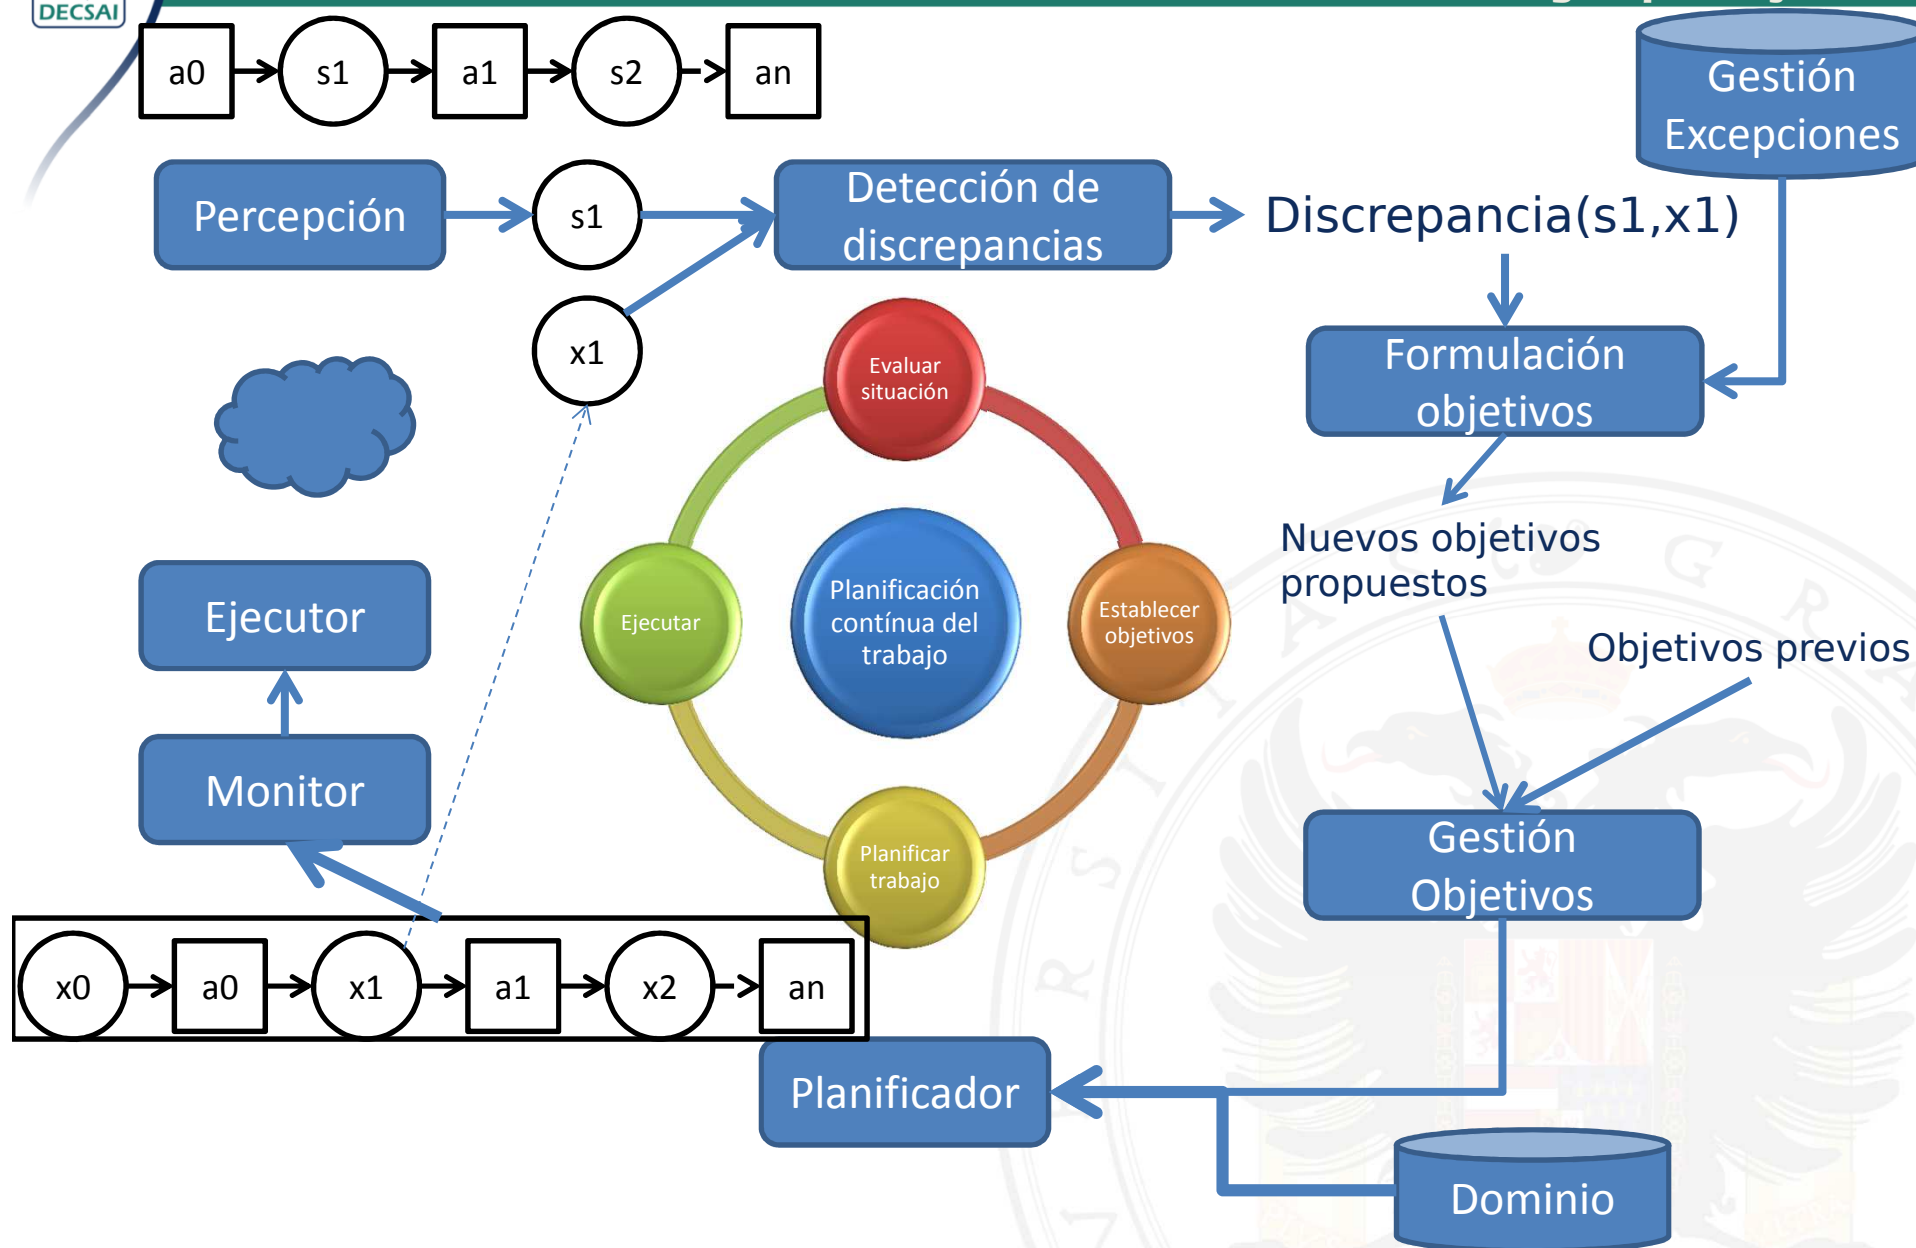 DECSAI
a0
s1
a1
s2
an
Gestión
Excepciones
Percepción
s1
Detección de
discrepancias
Discrepancia(s1,x1)
x1
Evaluar
situación
Formulación
objetivos
Nuevos objetivos
propuestos
Ejecutor
Ejecutar
Planificación
contínua del
trabajo
Establecer
objetivos
Objetivos previos
Monitor
Planificar
trabajo
Gestión
Objetivos
x0
a0
x1
a1
x2
an
Planificador
Dominio